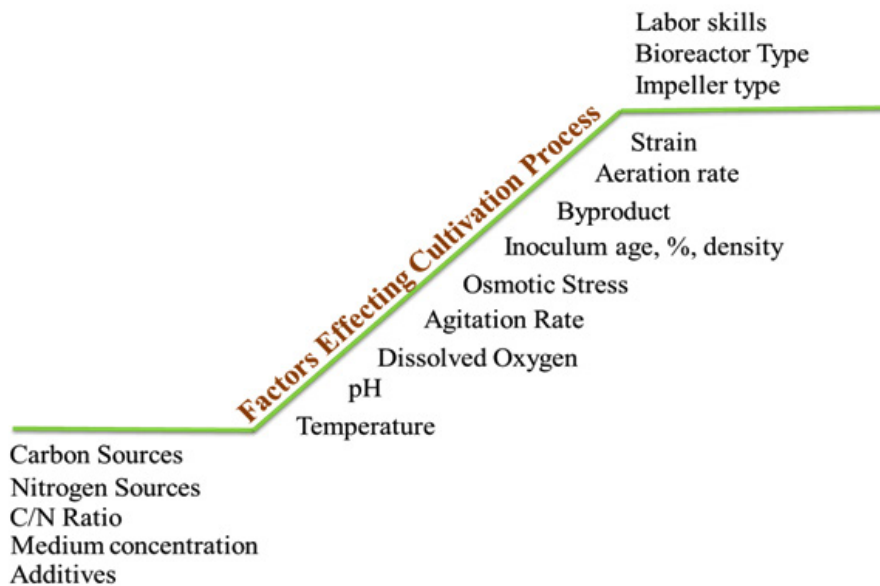 Labor skills
Bioreactor Type
Impeller type
Factors Effecting Cultivation Process
Strain
Aeration rate
Byproduct
Inoculum age, %, density
Osmotic Stress
Agitation Rate
Dissolved Oxygen
pH
Temperature
Carbon Sources
Nitrogen Sources
C/N Ratio
Medium concentration
Additives